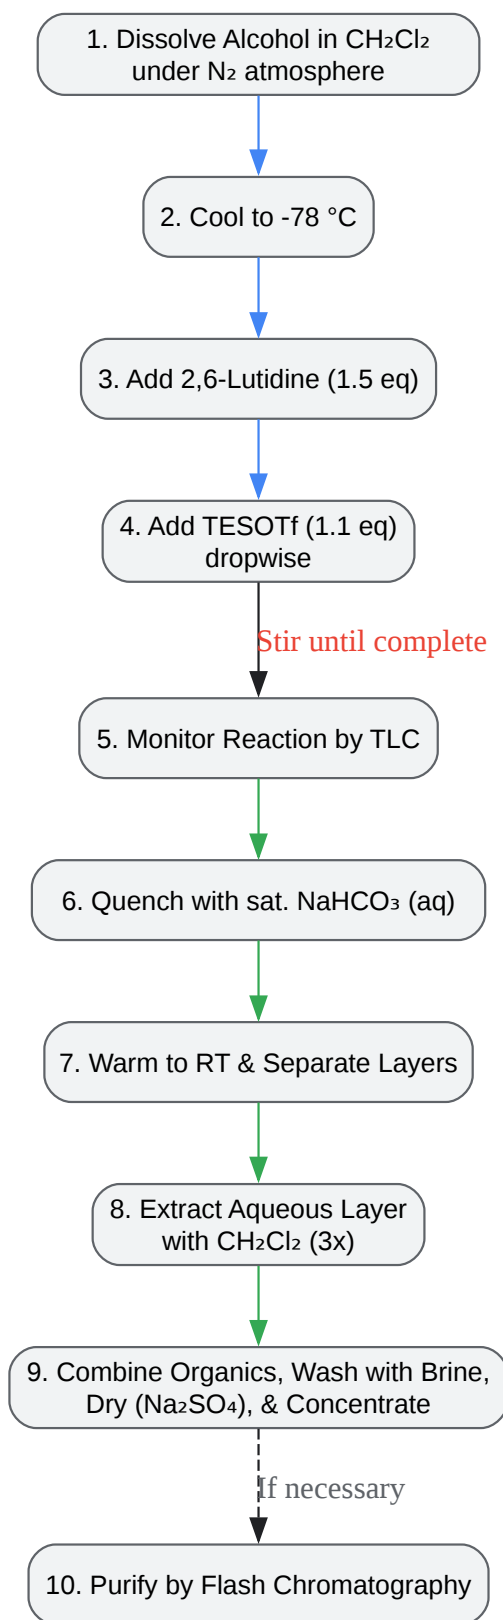 1. Dissolve Alcohol in CH₂Cl₂
under N₂ atmosphere
2. Cool to -78 °C
3. Add 2,6-Lutidine (1.5 eq)
4. Add TESOTf (1.1 eq)
dropwise
Stir until complete
5. Monitor Reaction by TLC
6. Quench with sat. NaHCO₃ (aq)
7. Warm to RT & Separate Layers
8. Extract Aqueous Layer
with CH₂Cl₂ (3x)
9. Combine Organics, Wash with Brine,
Dry (Na₂SO₄), & Concentrate
If necessary
10. Purify by Flash Chromatography